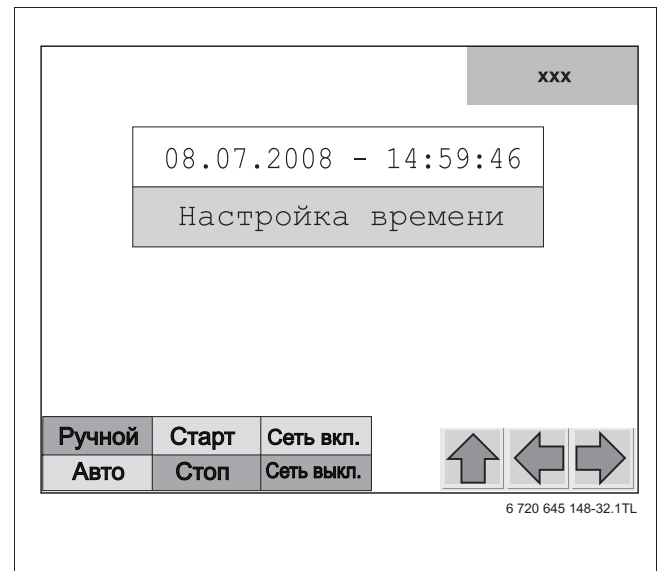 xxx
08.07.2008 - 14:59:46
Настройка времени
Ручной Старт Сеть вкл.
Авто Стоп Сеть выкл.
6 720 645 148-32.1TL